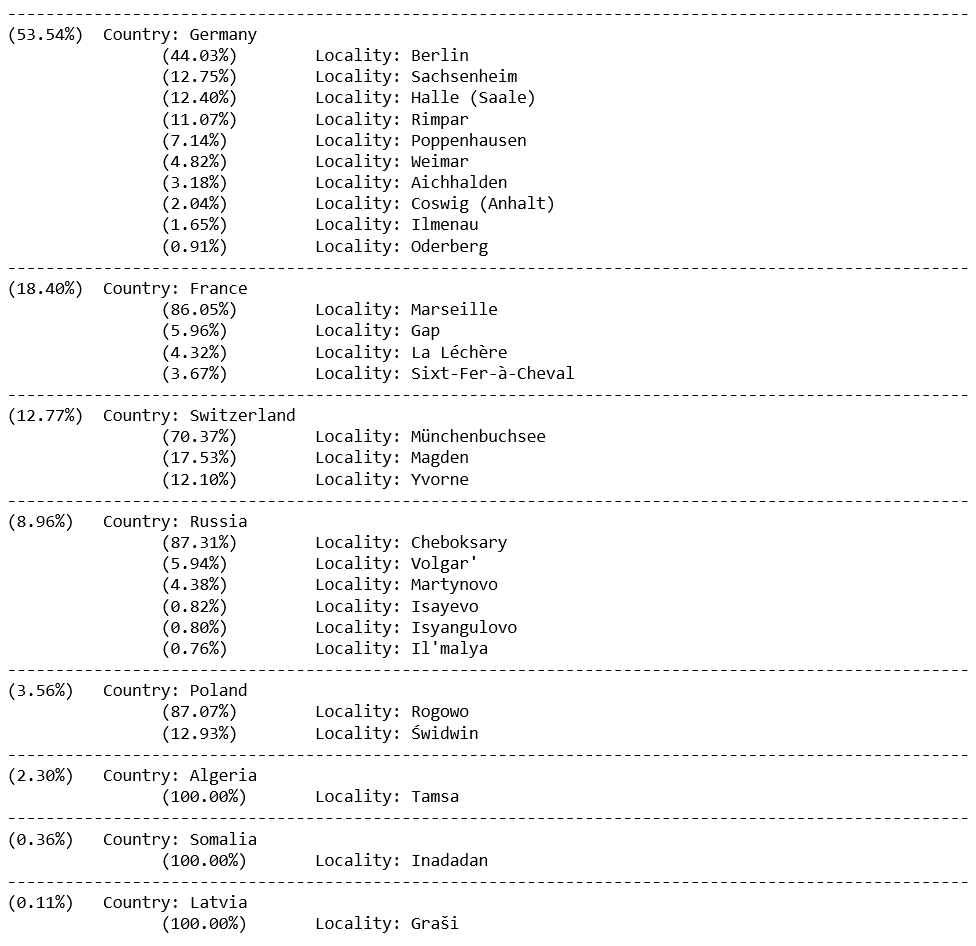 (53.54%) Country: Germany
(44.03%) Locality: Berlin
(12.75%) Locality: Sachsenheim
(12.40%) Locality: Halle (Saale)
(11.07%) Locality: Rimpar
(7.14%) Locality: Poppenhausen
(4.82%) Locality: Weimar
(3.18%) Locality: Aichhalden
(2.04%) Locality: Coswig (Anhalt)
(1.65%) Locality: Ilmenau
(0.91%) Locality: Oderberg
(18.40%) Country: France
(86.05%) Locality: Marseille
(5.96%) Locality: Gap
(4.32%) Locality: La Léchère
(3.67%) Locality: Sixt-Fer-à-Cheval
(12.77%) Country: Switzerland
(70.37%) Locality: Münchenbuchsee
(17.53%) Locality: Magden
(12.10%) Locality: Yvorne
(8.96%) Country: Russia
(87.31%) Locality: Cheboksary
(5.94%) Locality: Volgar'
(4.38%) Locality: Martynovo
(0.82%) Locality: Isayevo
(0.80%) Locality: Isyangulovo
(0.76%) Locality: Il'malya
(3.56%) Country: Poland
(87.07%) Locality: Rogowo
(12.93%) Locality: Świdwin
(2.30%) Country: Algeria
(100.00%) Locality: Tamsa
(0.36%) Country: Somalia
(100.00%) Locality: Inadadan
(0.11%) Country: Latvia
(100.00%) Locality: Graši